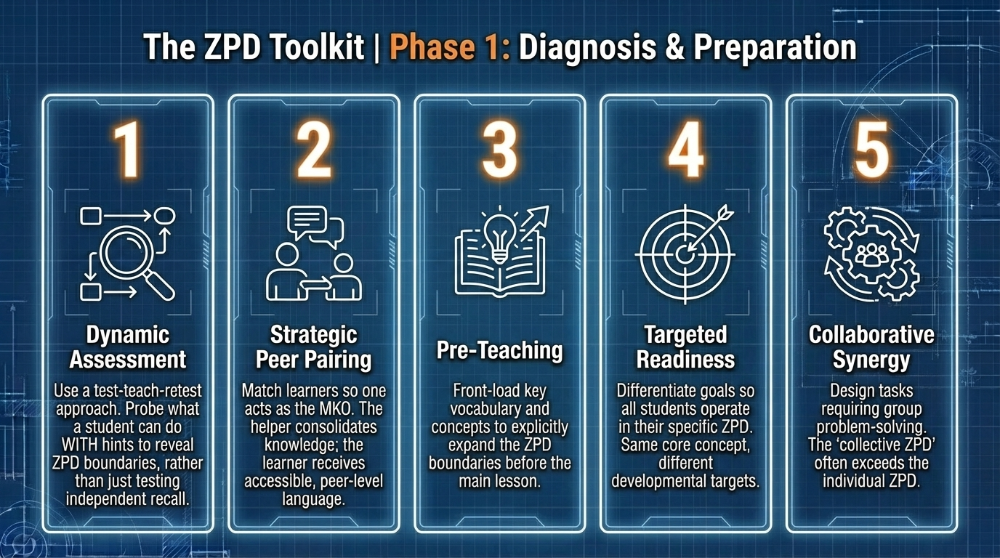 The ZPD Toolkit | Phase 1: Diagnosis & Preparation
1
Dynamic
Assessment
Use a test-teach-retest
approach. Probe what
a student can do
WITH hints to reveal
ZPD boundaries, rather
than just testing
independent recall.
2
Strategic
Peer Pairing
Match learners so one
acts as the MKO. The
helper consolidates
knowledge; the
learner receives
accessible, peer-level
language.
3
Pre-Teaching
Front-load key
vocabulary and
concepts to explicitly
expand the ZPD
boundaries before the
main lesson.
4
Targeted
Readiness
Differentiate goals so
all students operate
in their specific ZPD.
Same core concept,
different
developmental targets.
5
Collaborative
Synergy
Design tasks
requiring group
problem-solving.
The ‘collective ZPD’
often exceeds the
individual ZPD.